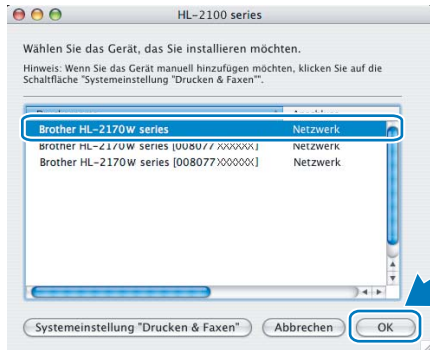 HL-2100 series
Wählen Sie das Gerät, das Sie installieren möchten.
Hinweis: Wenn Sie das Gerät manuell hinzufügen möchten, klicken Sie auf die
Schaltfläche "Systemeinstellung "Drucken & Faxen"".
Brother HL-2170W series Netzwerk
Brother HL-2170W series [008077XXXXXX] Netzwerk
Brother HL-2170W series [008077XXXXXX] Netzwerk
Systemeinstellung "Drucken & Faxen" Abbrechen OK